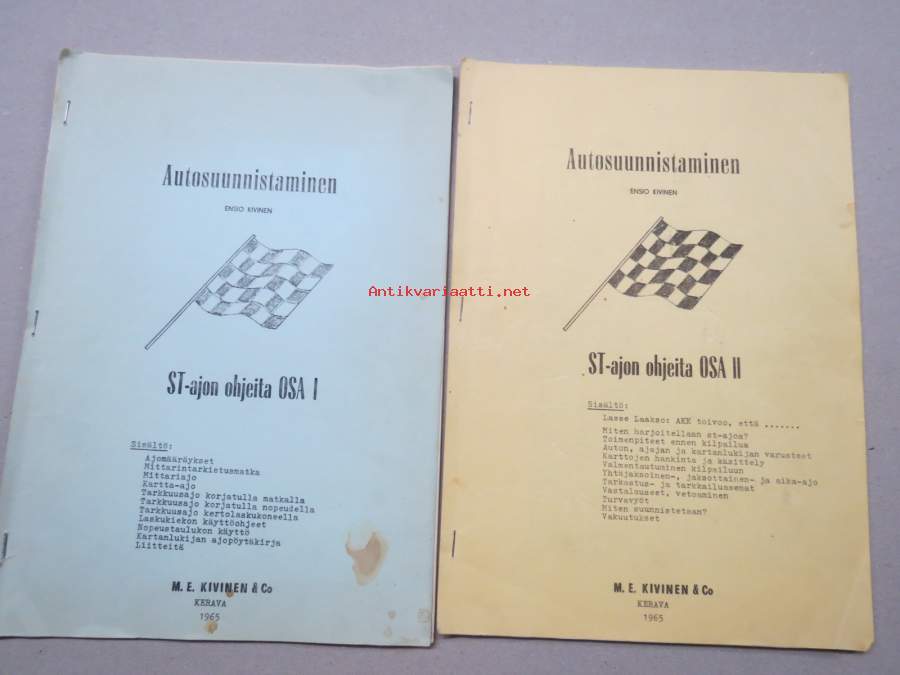 Autosuunnistaminen
ENSIO KIVINEN
ST-ajon ohjeita OSA I
Sisältö:
Ajomääräykset
Mittarintarkistusmatka
Mittariajo
Kartta-ajo
Tarkkuusajo korjatulla matkalla
Tarkkuusajo korjatulla nopeudella
Tarkkuusajo kertolaskukoneella
Laskukiekon käyttöohjeet
Nopeustaulukon käyttö
Kartanlukijan ajopöytäkirja
Liitteitä
M. E. KIVINEN & Co
KERAVA
1965
Autosuunnistaminen
ENSIO KIVINEN
ST-ajon ohjeita OSA II
Sisältö:
Lasse Laakso: AKK toivoo, että .......
Miten harjoitellaan st-ajoa?
Toimenpiteet ennen kilpailua
Auton, ajajan ja kartanlukijan varusteet
Karttojen hankinta ja käsittely
Valmentautuminen kilpailuun
Yhtäjaksoinen-, jaksottainen- ja aika-ajo
Tarkastus- ja tarkkailuasemat
Vastalauseet, vetoaminen
Turvavyöt
Miten suunnistetaan?
Vakuutukset
M. E. KIVINEN & Co
KERAVA
1965
Antikvariaatti.net